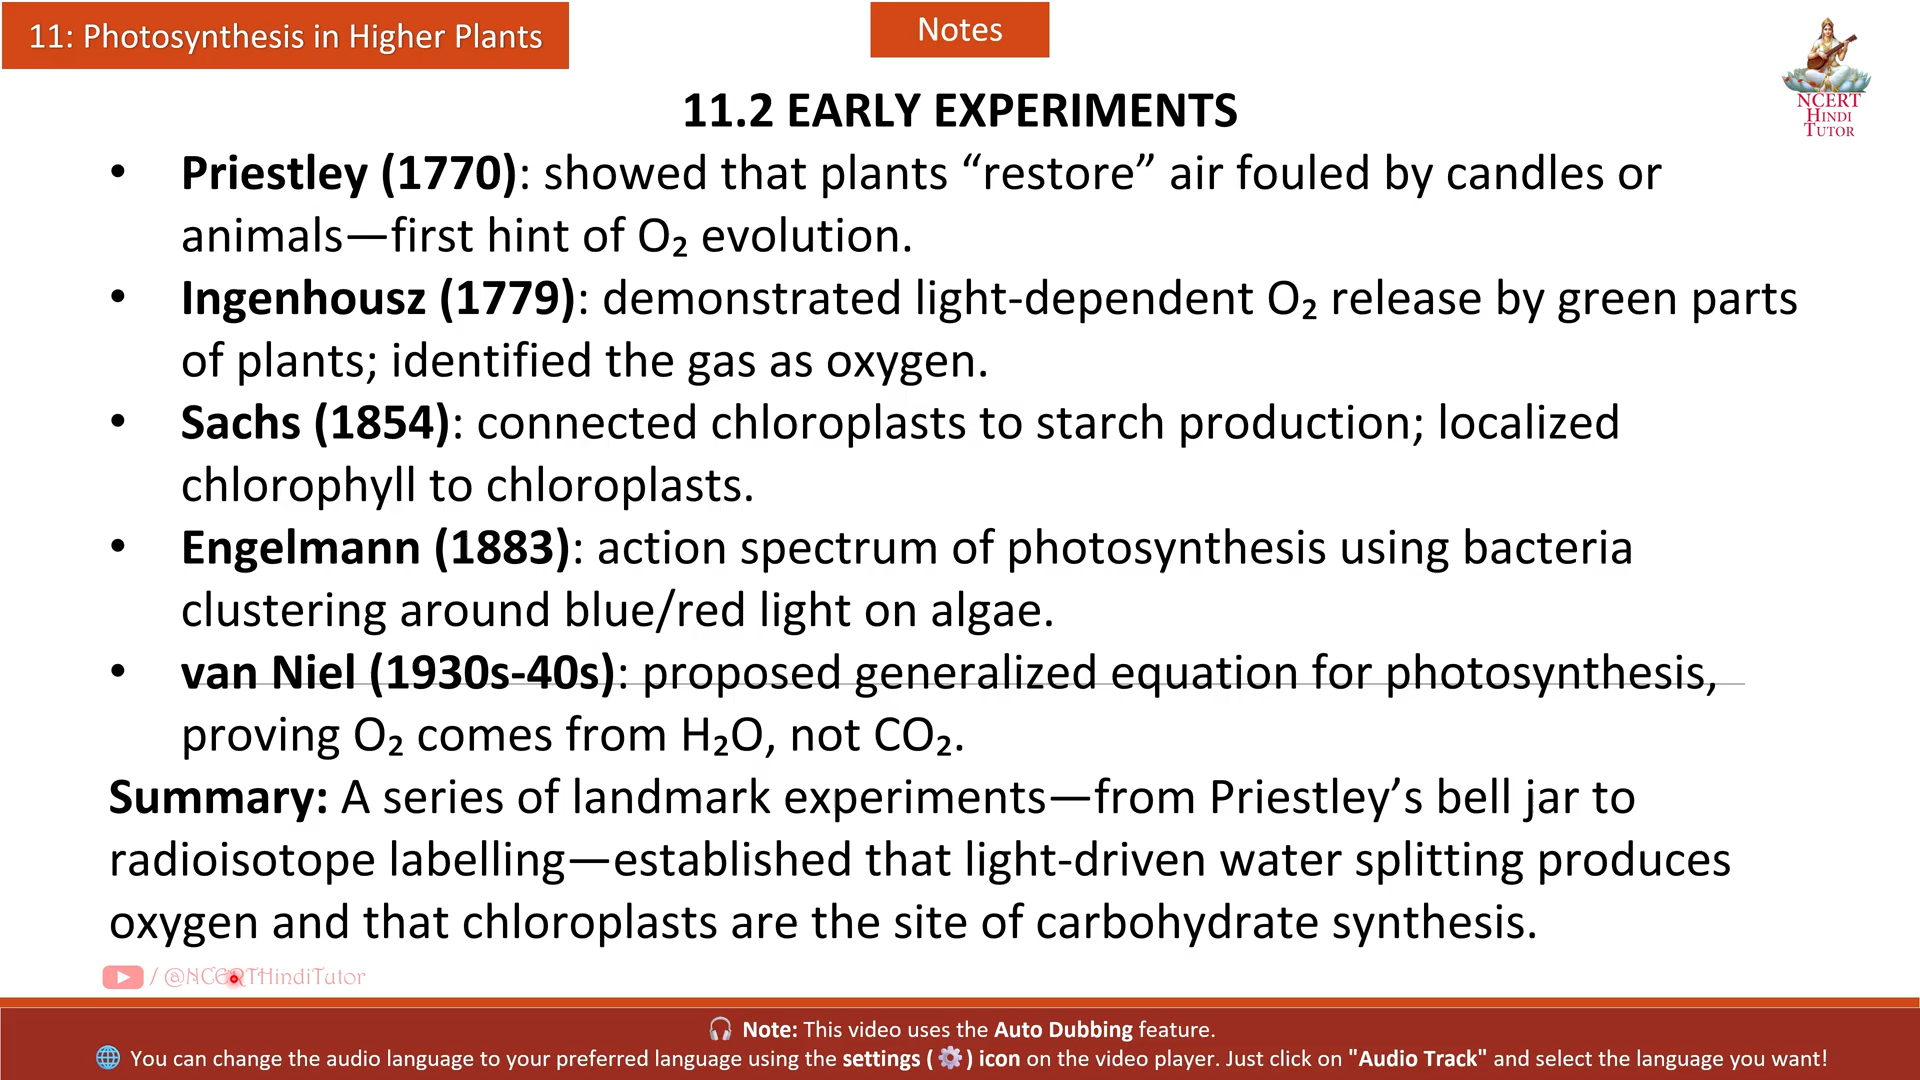 11: Photosynthesis in Higher Plants
Notes
NCERT
HINDI
TUTOR
11.2 EARLY EXPERIMENTS
• Priestley (1770): showed that plants “restore” air fouled by candles or
animals—first hint of O₂ evolution.
• Ingenhousz (1779): demonstrated light-dependent O₂ release by green parts
of plants; identified the gas as oxygen.
• Sachs (1854): connected chloroplasts to starch production; localized
chlorophyll to chloroplasts.
• Engelmann (1883): action spectrum of photosynthesis using bacteria
clustering around blue/red light on algae.
• van Niel (1930s-40s): proposed generalized equation for photosynthesis,
proving O₂ comes from H₂O, not CO₂.
Summary: A series of landmark experiments—from Priestley’s bell jar to
radioisotope labelling—established that light-driven water splitting produces
oxygen and that chloroplasts are the site of carbohydrate synthesis.
/ @NCERTHindiTutor
🎧 Note: This video uses the Auto Dubbing feature.
🌐 You can change the audio language to your preferred language using the settings ( ⚙️ ) icon on the video player. Just click on "Audio Track" and select the language you want!